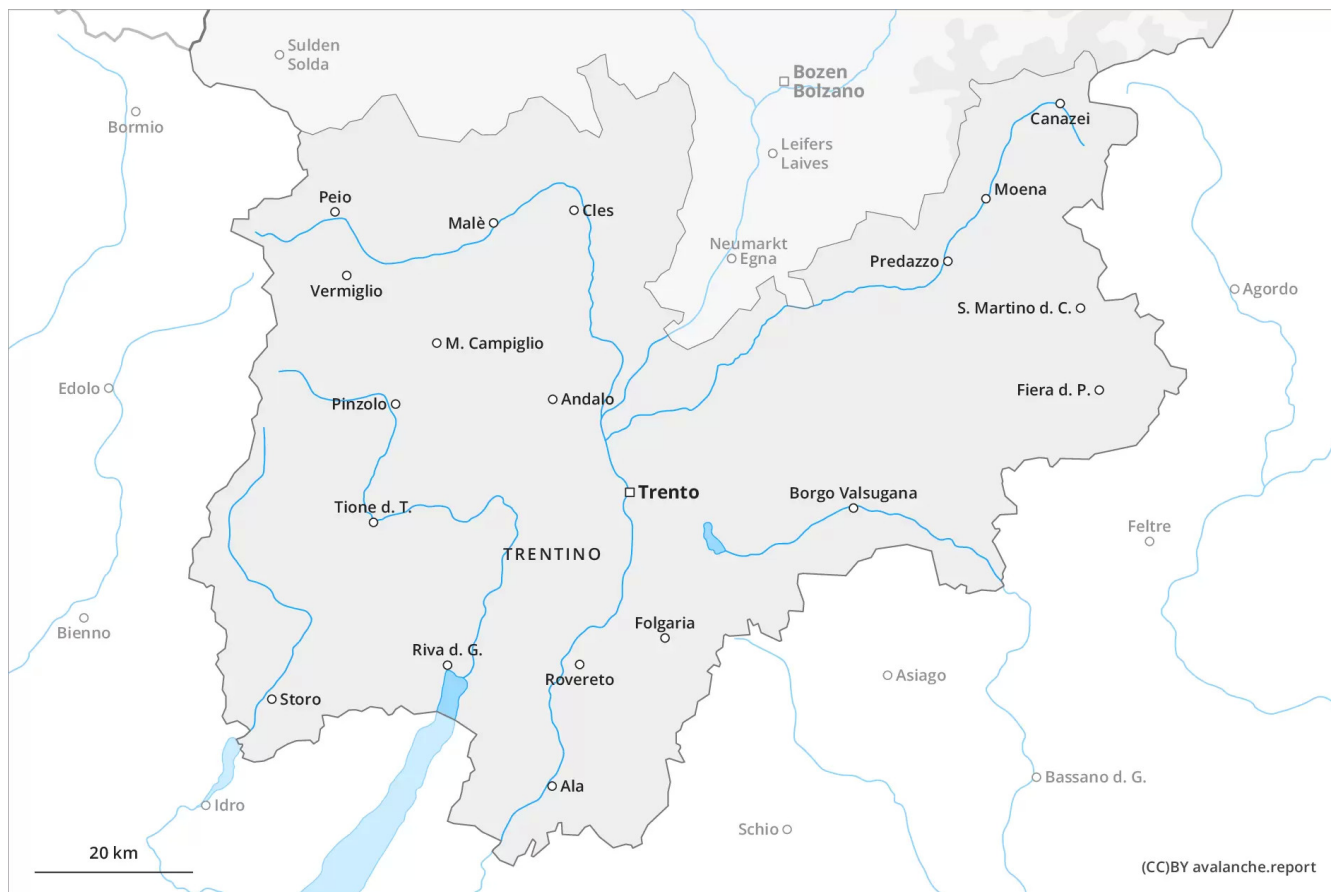 Sulden
Solda
Bozen
Bolzano
Bormio
Canazei
Leifers
Laives
Peio
Moena
Malè
Cles
Neumarkt
Egna
Predazzo
Vermiglio
Agordo
S. Martino d. C.
M. Campiglio
Edolo
Fiera d. P.
Pinzolo
Andalo
Trento
Borgo Valsugana
Tione d. T.
Feltre
TRENTINO
Bienno
Folgaria
Riva d. G.
Asiago
Rovereto
Storo
Bassano d. G.
Ala
Idro
Schio
20 km
(CC)BY avalanche.report